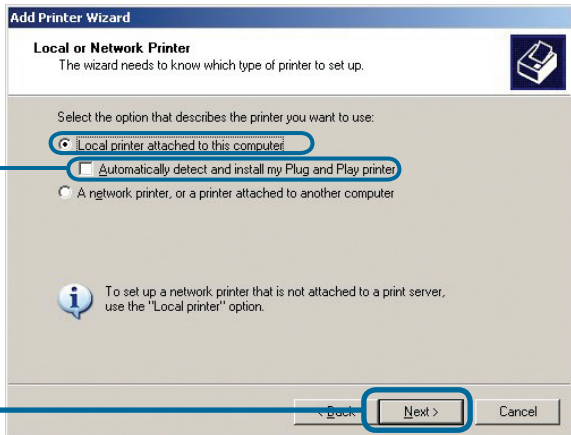 Add Printer Wizard
Local or Network Printer
The wizard needs to know which type of printer to set up.
Select the option that describes the printer you want to use:
Local printer attached to this computer
Automatically detect and install my Plug and Play printer
A network printer, or a printer attached to another computer
To set up a network printer that is not attached to a print server,
use the "Local printer" option.
< Back Next > Cancel